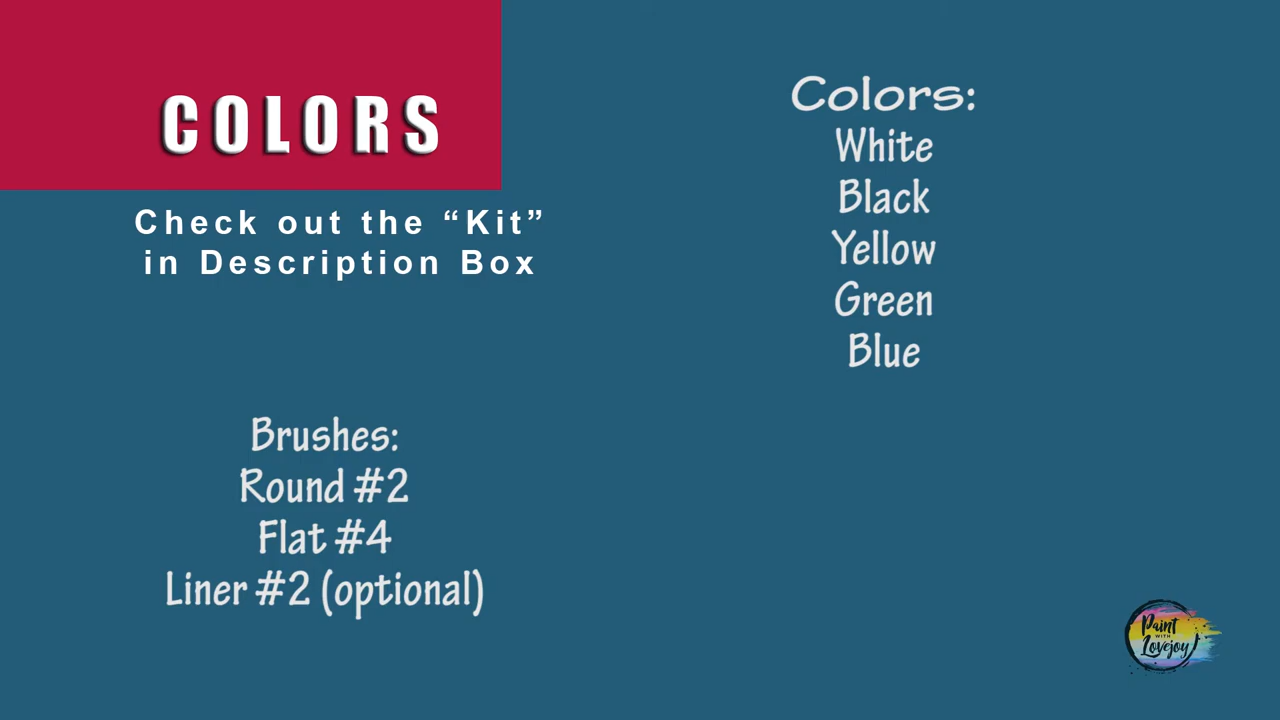 COLORS
Check out the “Kit”
in Description Box
Colors:
White
Black
Yellow
Green
Blue
Brushes:
Round #2
Flat #4
Liner #2 (optional)
Paint
WITH
Lovejoy